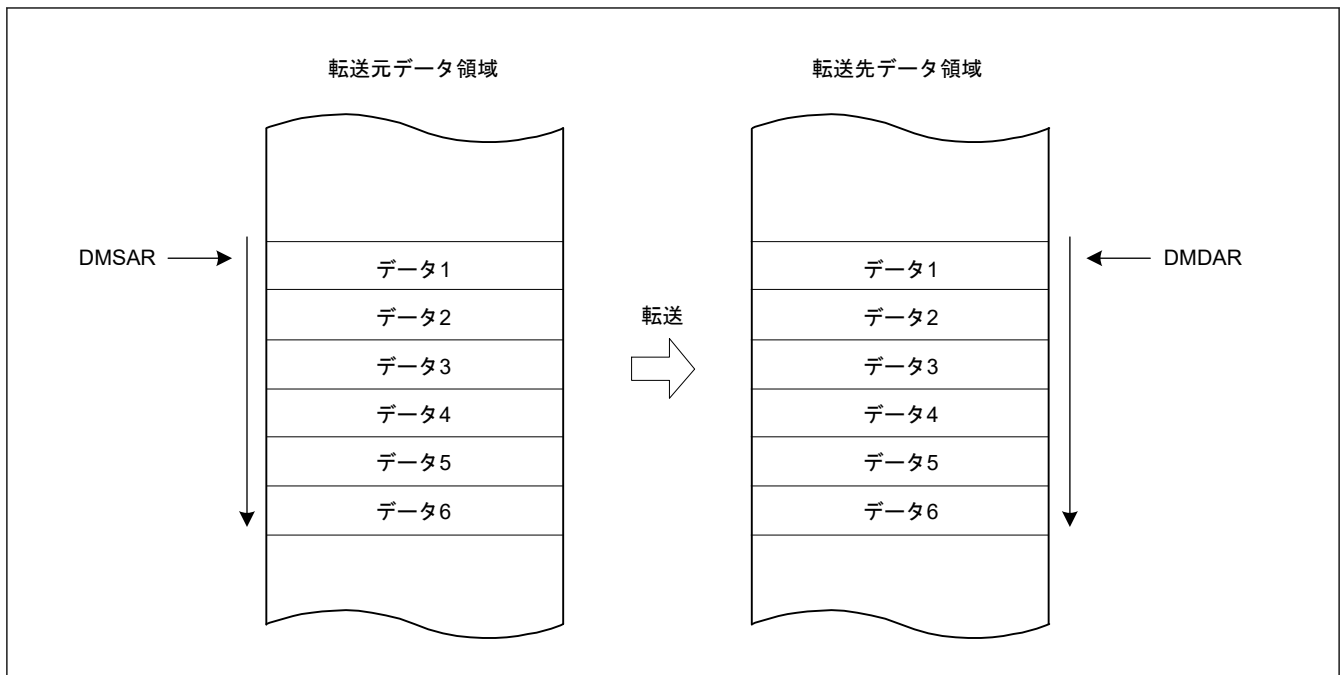 転送元データ領域
転送先データ領域
DMSAR
データ1
データ2
データ3
データ4
データ5
データ6
転送
データ1
データ2
データ3
データ4
データ5
データ6
DMDAR